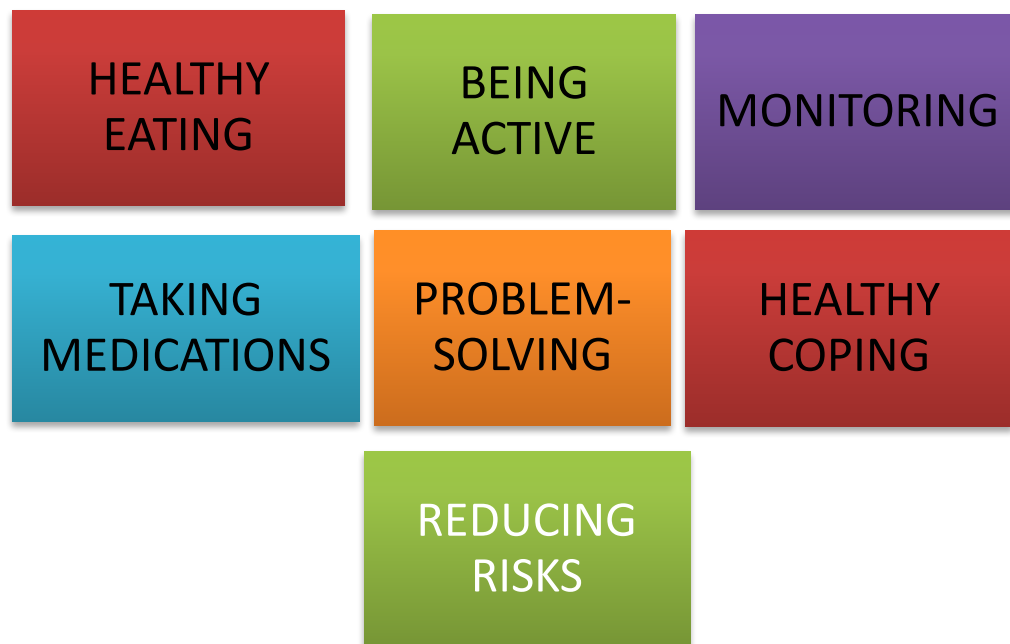 HEALTHY
EATING
BEING
ACTIVE
MONITORING
TAKING
MEDICATIONS
PROBLEM-
SOLVING
HEALTHY
COPING
REDUCING
RISKS